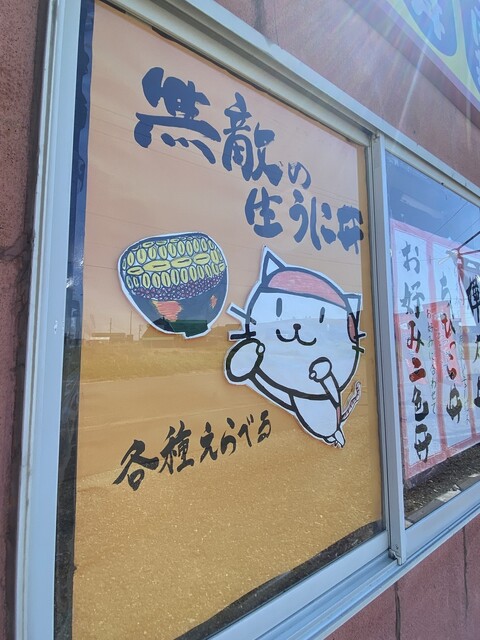 無敵の
生うに丼
各種えらべる
お好み二色丼